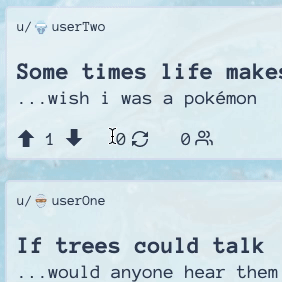 u/ userTwo
Some times life makes
...wish i was a pokémon
1 0 0
u/ userOne
If trees could talk
...would anyone hear them